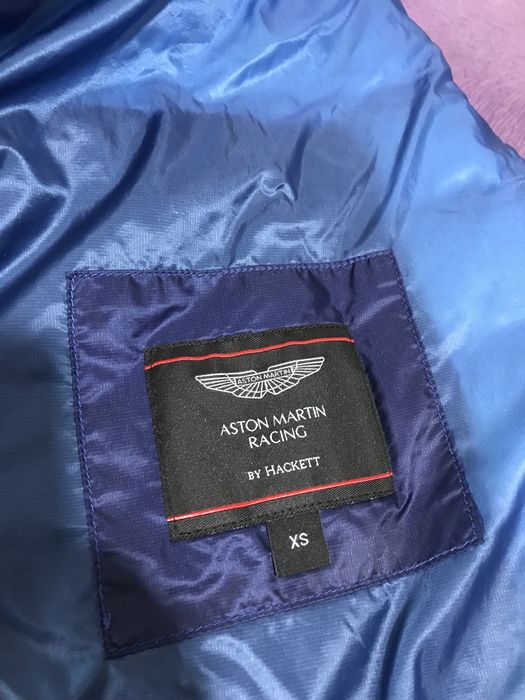 ASTON MARTIN
ASTON MARTIN
RACING
BY HACKETT
XS